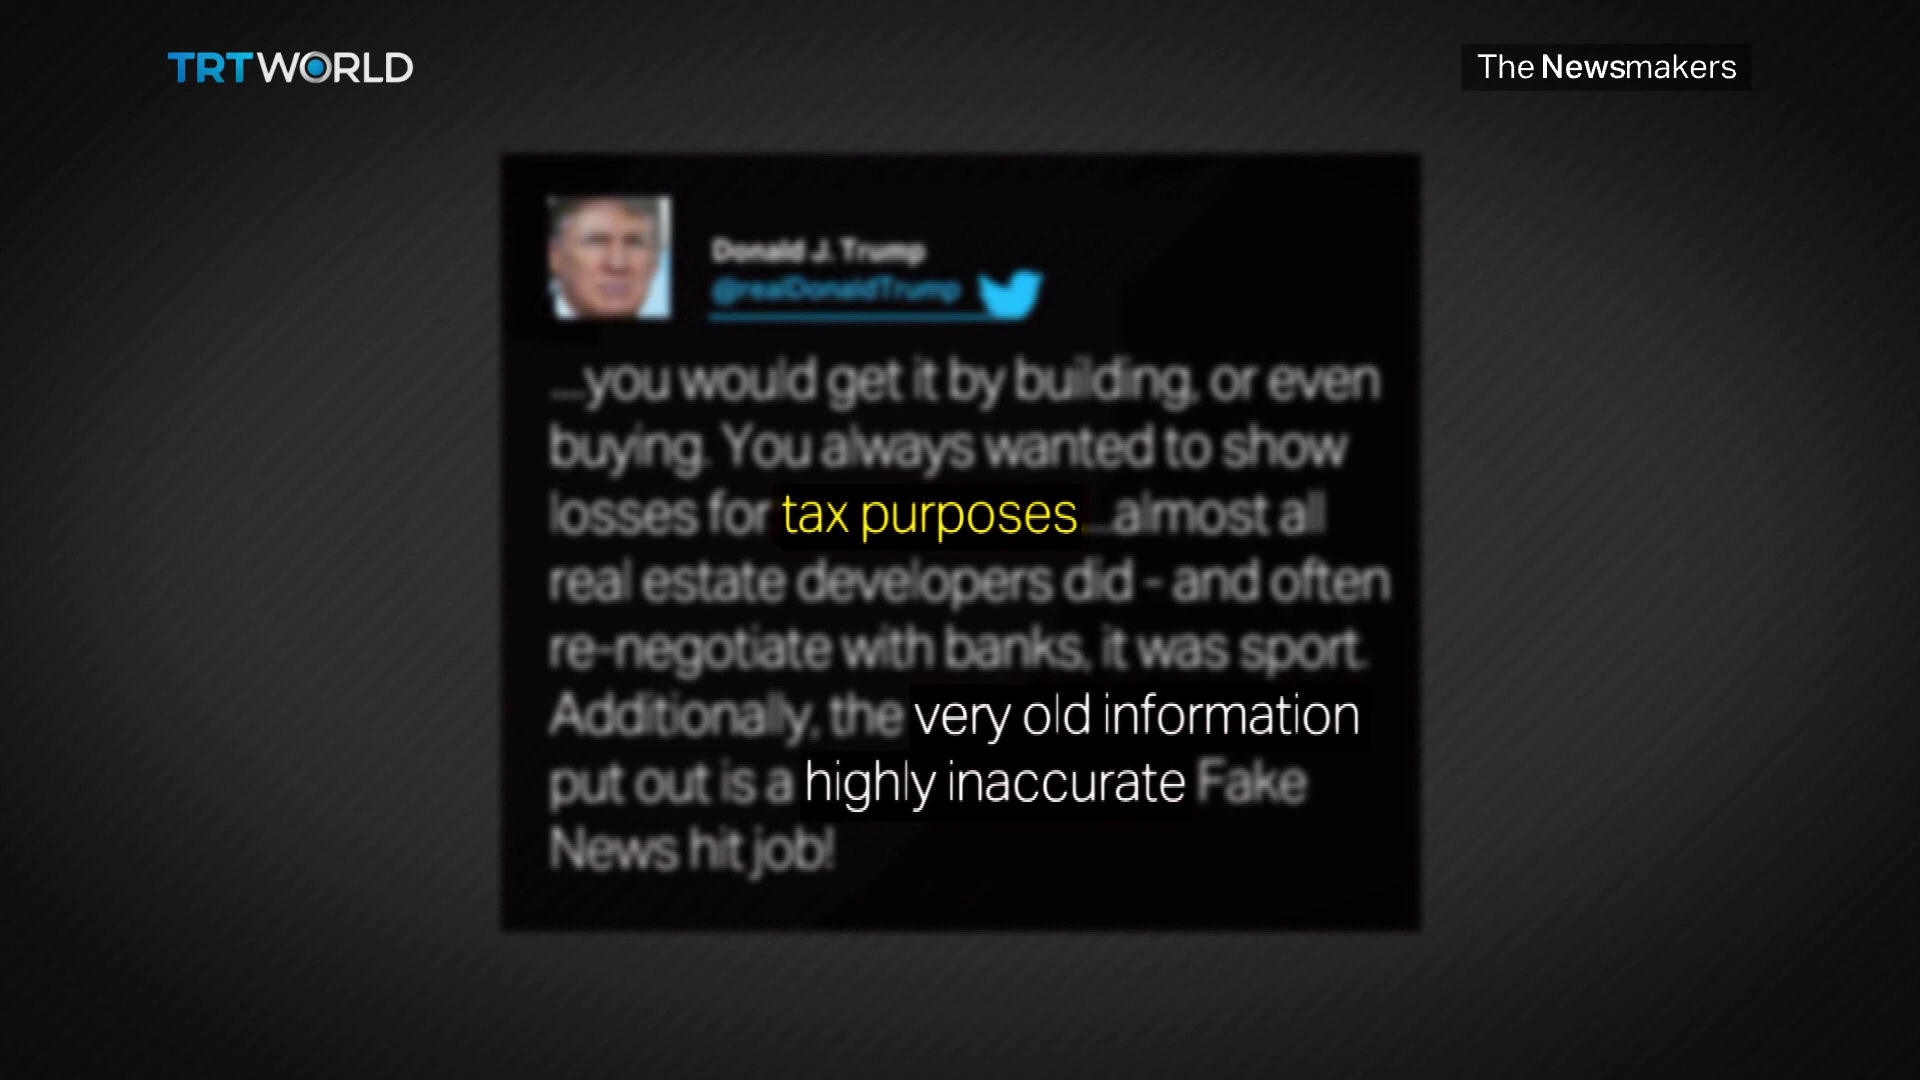 TRT WORLD
The Newsmakers
Donald J. Trump
@realDonaldTrump
...you would get it by building, or even
buying. You always wanted to show
losses for tax purposes....almost all
real estate developers did - and often
re-negotiate with banks, it was sport.
Additionally, the very old information
put out is a highly inaccurate Fake
News hit job!